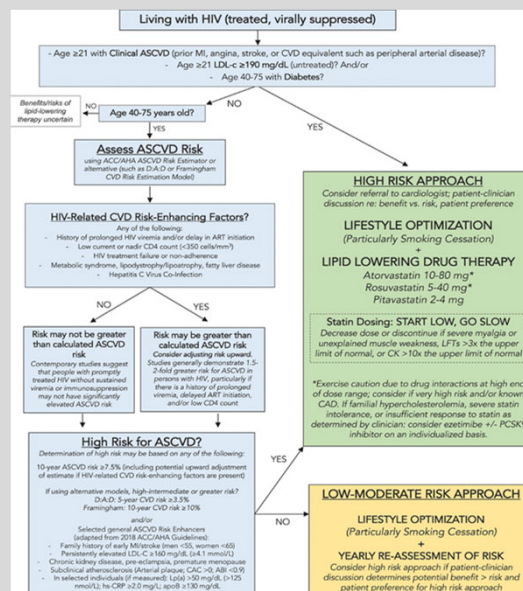 Living with HIV (treated, virally suppressed)
- Age ≥21 with Clinical ASCVD (prior MI, angina, stroke, or CVD equivalent such as peripheral arterial disease)?
- Age ≥21 LDL-c ≥190 mg/dL (untreated)? And/or
- Age 40-75 with Diabetes?
NO
YES
Benefits/risks of
lipid-lowering
therapy uncertain
NO
Age 40-75 years old?
YES
Assess ASCVD Risk
using ACC/AHA ASCVD Risk Estimator or
alternative (such as D:A:D or Framingham
CVD Risk Estimation Model)
HIV-Related CVD Risk-Enhancing Factors?
Any of the following:
- History of prolonged HIV viremia and/or delay in ART initiation
- Low current or nadir CD4 count (<350 cells/mm³)
- HIV treatment failure or non-adherence
- Metabolic syndrome, lipodystrophy/lipoatrophy, fatty liver disease
- Hepatitis C Virus Co-Infection
NO
YES
Risk may not be greater
than calculated ASCVD
risk
Contemporary studies suggest that
people with promptly
treated HIV without sustained
viremia or immunosuppression
may not have significantly
elevated ASCVD risk
Risk may be greater than
calculated ASCVD risk
Consider adjusting risk upward.
Studies generally demonstrate 1.5-
2-fold greater risk for ASCVD in
persons with HIV, particularly if
there is a history of prolonged
viremia, delayed ART initiation,
and/or low CD4 count
High Risk for ASCVD?
Determination of high risk may be based on any of the following:
10-year ASCVD risk ≥7.5% (including potential upward adjustment
of estimate if HIV-related CVD risk-enhancing factors are present)
If using alternative models, high-intermediate or greater risk?
D:A:D: 5-year CVD risk ≥3.5%
Framingham: 10-year CVD risk ≥10%
and/or
Selected general ASCVD Risk Enhancers
(adapted from 2018 ACC/AHA Guidelines):
- Family history of early MI/stroke (men <55, women <65)
- Persistently elevated LDL-C ≥160 mg/dL (≥4.1 mmol/L)
- Chronic kidney disease, pre-eclampsia, premature menopause
- Subclinical atherosclerosis (Arterial plaque; CAC >0; ABI <0.9)
- In selected individuals (if measured): Lp(a) >50 mg/dL (>125
nmol/L); hs-CRP ≥2.0 mg/L; apoB ≥130 mg/dL
YES
NO
HIGH RISK APPROACH
Consider referral to cardiologist; patient-clinician
discussion re: benefit vs. risk, patient preference
LIFESTYLE OPTIMIZATION
(Particularly Smoking Cessation)
+
LIPID LOWERING DRUG THERAPY
Atorvastatin 10-80 mg*
Rosuvastatin 5-40 mg*
Pitavastatin 2-4 mg
Statin Dosing: START LOW, GO SLOW
Decrease dose or discontinue if severe myalgia or
unexplained muscle weakness, LFTs >3x the upper
limit of normal, or CK >10x the upper limit of normal
*Exercise caution due to drug interactions at high end
of dose range; consider if very high risk and/or known
CAD. If familial hypercholesterolemia, severe statin
intolerance, or insufficient response to statin as
determined by clinician: consider ezetimibe +/- PCSK9
inhibitor on an individualized basis.
LOW-MODERATE RISK APPROACH
LIFESTYLE OPTIMIZATION
(Particularly Smoking Cessation)
+
YEARLY RE-ASSESSMENT OF RISK
Consider high risk approach if patient-clinician
discussion determines potential benefit > risk and
patient preference for high risk approach